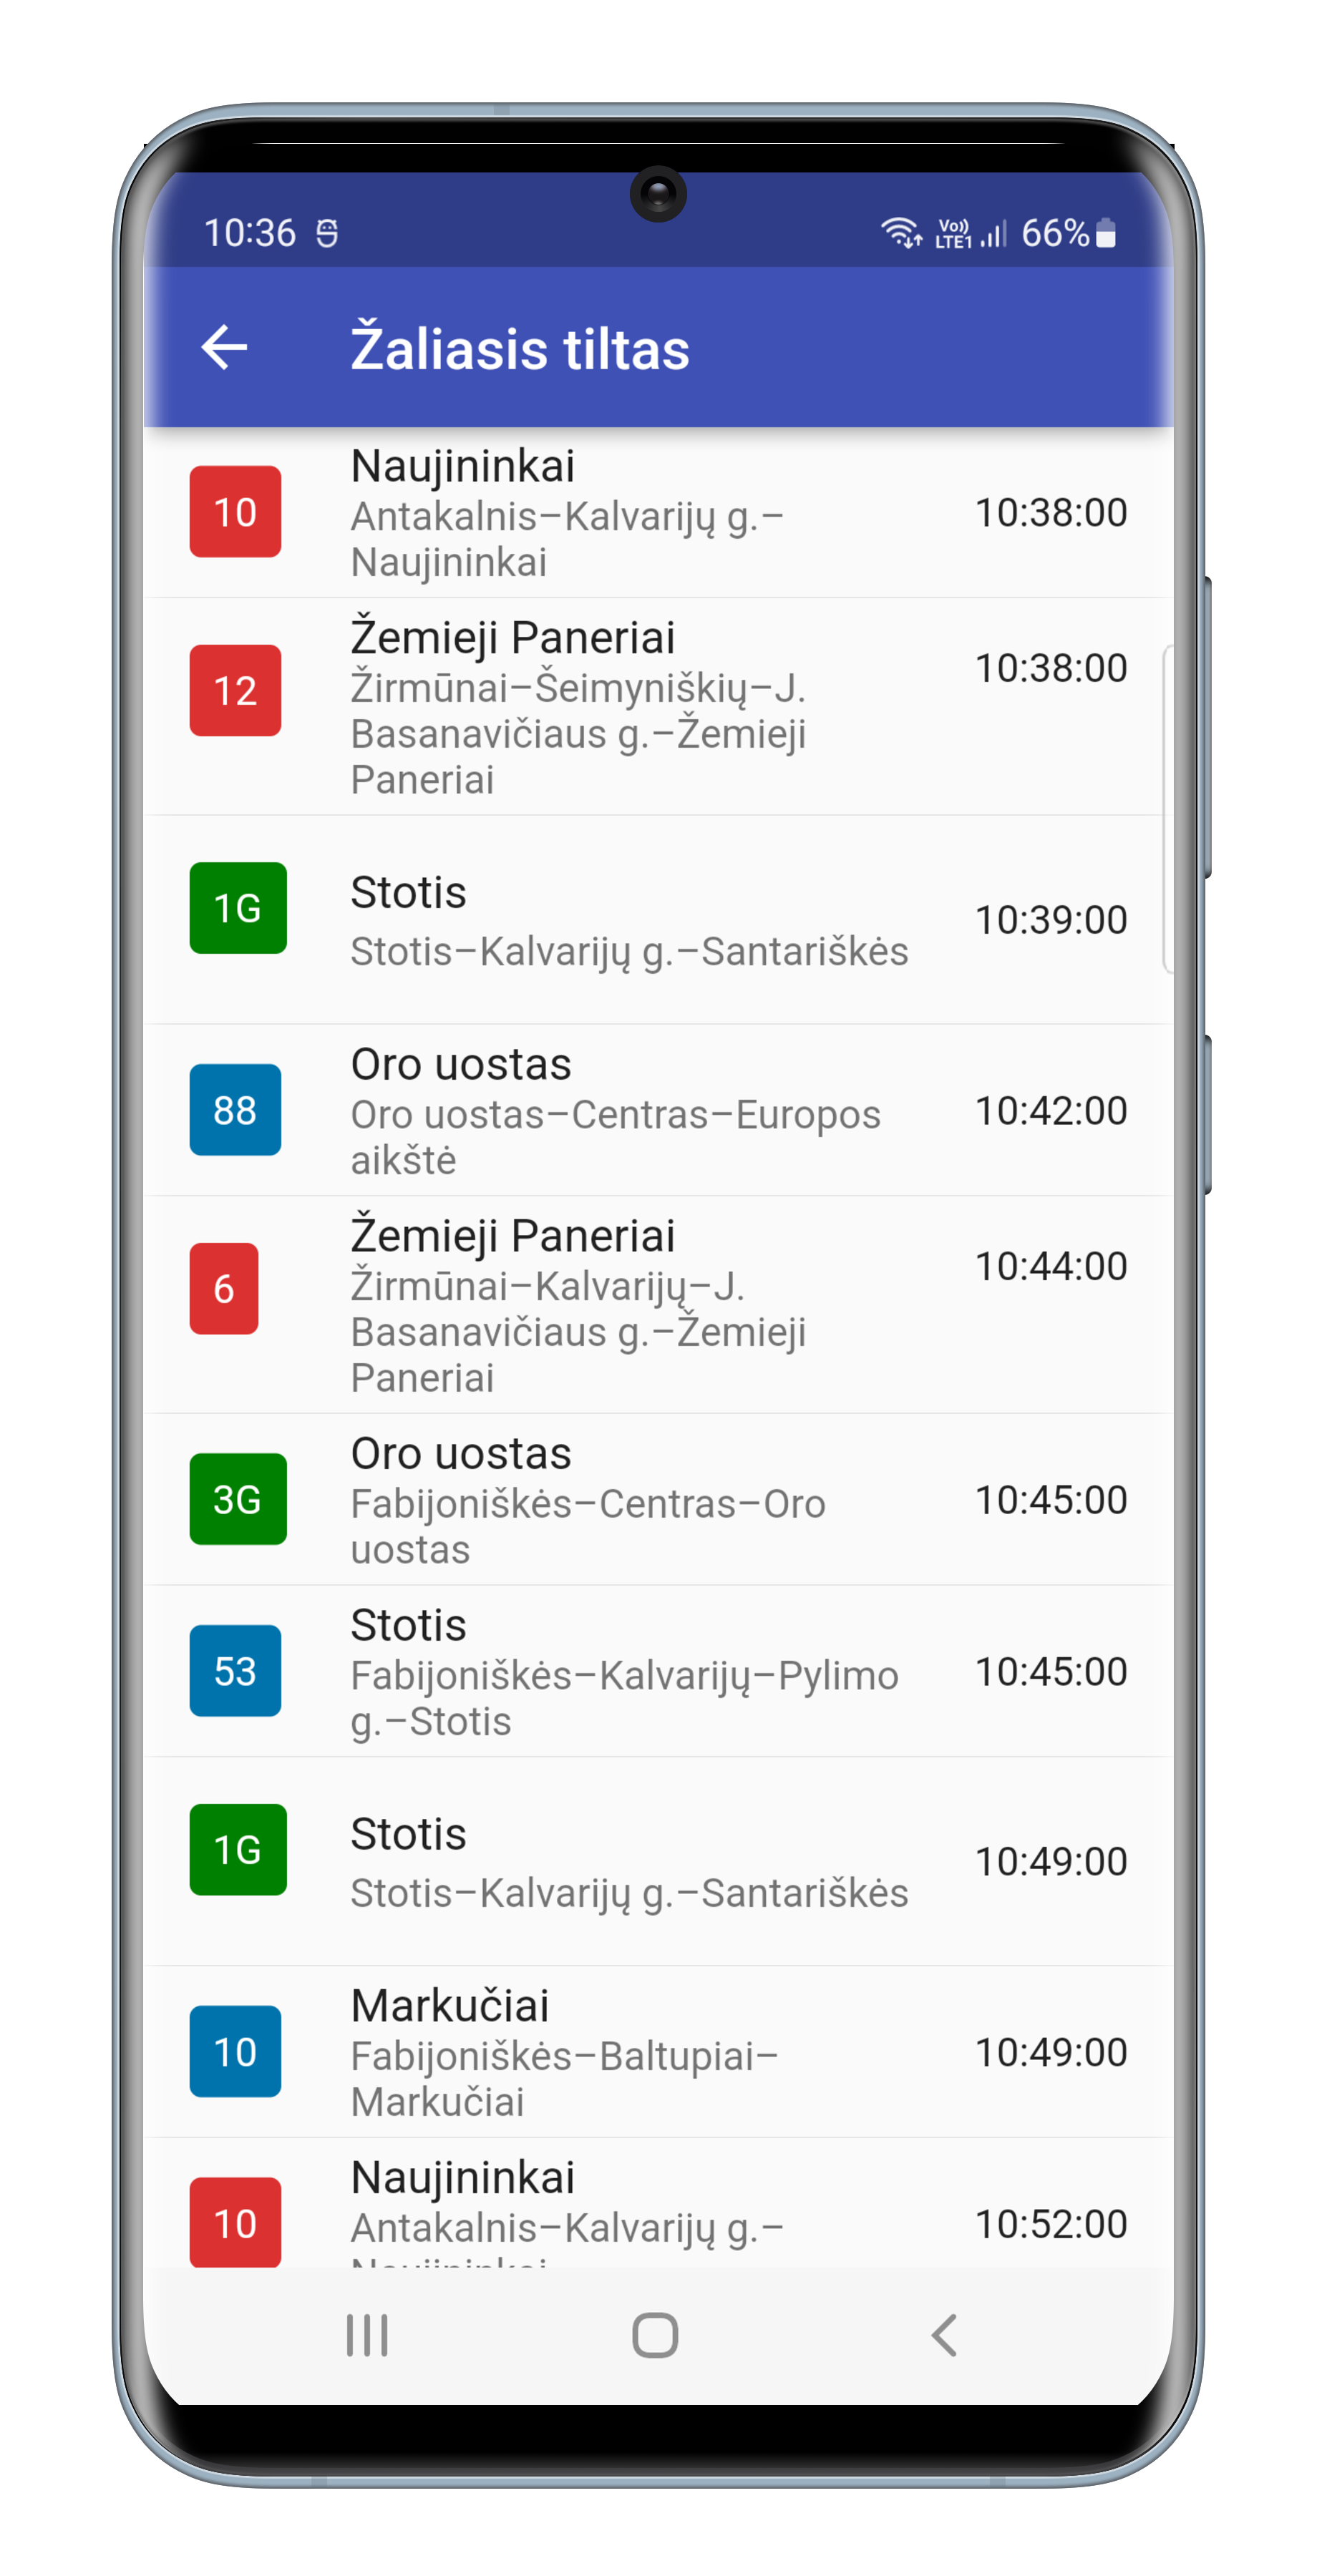 10:36 66%
Vo))
LTE1
Žaliasis tiltas
Naujininkai
10 Antakalnis–Kalvarijų g.– 10:38:00
Naujininkai
Žemieji Paneriai
12 Žirmūnai–Šeimyniškių–J. 10:38:00
Basanavičiaus g.–Žemieji
Paneriai
1G Stotis 10:39:00
Stotis–Kalvarijų g.–Santariškės
Oro uostas
88 Oro uostas–Centras–Europos 10:42:00
aikštė
Žemieji Paneriai
6 Žirmūnai–Kalvarijų–J. 10:44:00
Basanavičiaus g.–Žemieji
Paneriai
Oro uostas
3G Fabijoniškės–Centras–Oro 10:45:00
uostas
Stotis
53 Fabijoniškės–Kalvarijų–Pylimo 10:45:00
g.–Stotis
1G Stotis 10:49:00
Stotis–Kalvarijų g.–Santariškės
Markučiai
10 Fabijoniškės–Baltupiai– 10:49:00
Markučiai
Naujininkai
10 Antakalnis–Kalvarijų g.– 10:52:00